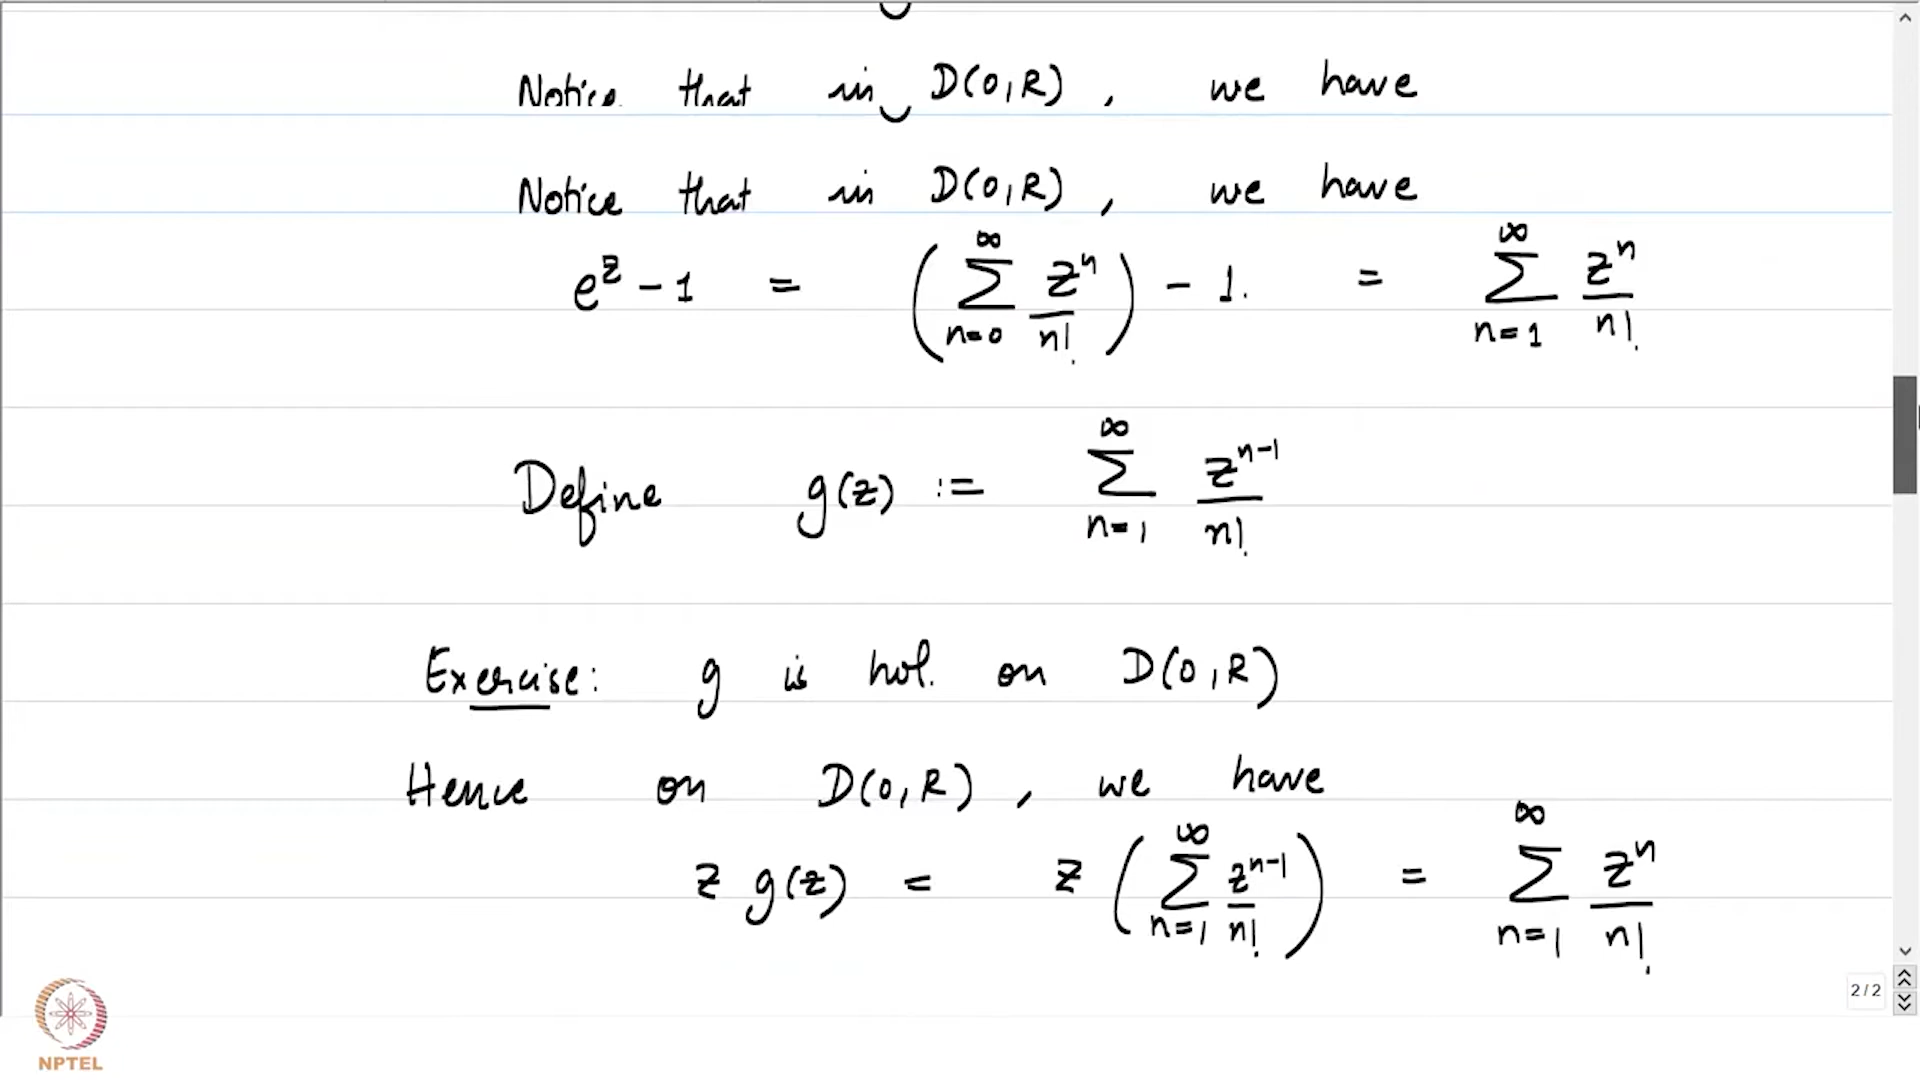 Notice that in D(0,R), we have
Notice that in D(0,R), we have
e^z - 1 = (∑_{n=0}^{∞} z^n/n!) - 1. = ∑_{n=1}^{∞} z^n/n!
Define g(z) := ∑_{n=1}^{∞} z^{n-1}/n!
Exercise: g is hol. on D(0,R)
Hence on D(0,R), we have
z g(z) = z (∑_{n=1}^{∞} z^{n-1}/n!) = ∑_{n=1}^{∞} z^n/n!
2/2
NPTEL